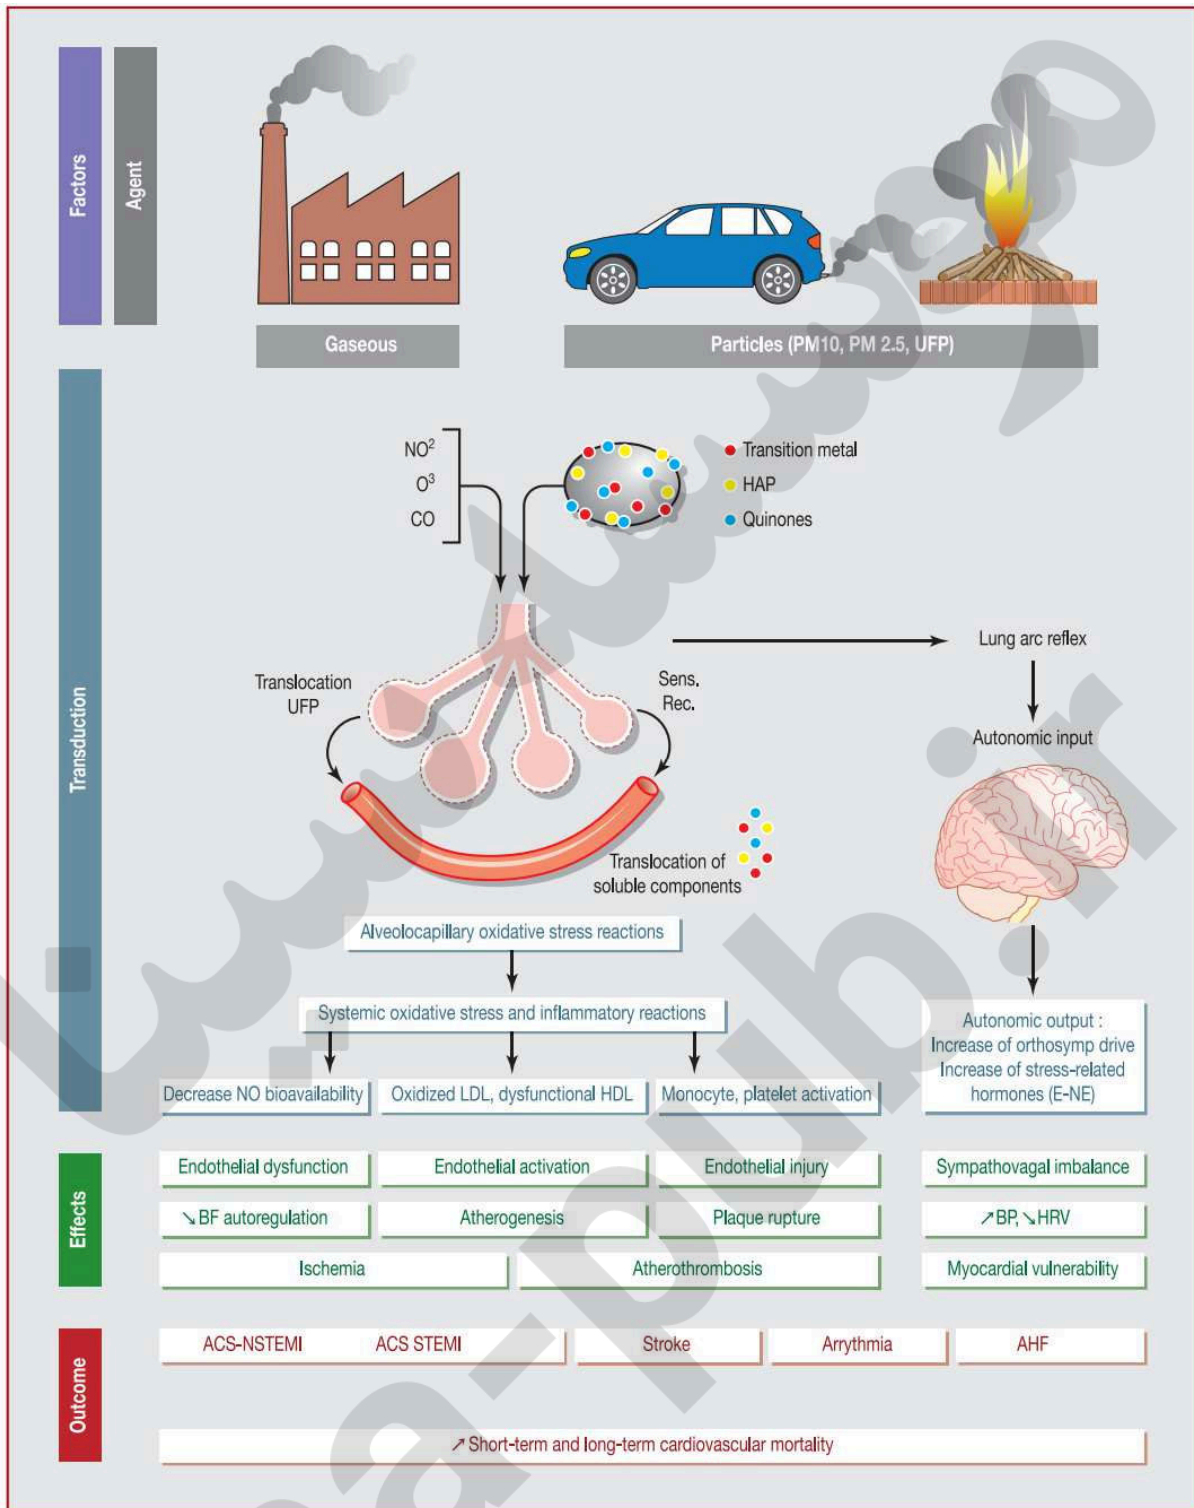 Factors
Agent
Gaseous
Particles (PM10, PM 2.5, UFP)
Transduction
NO²
O³
CO
Transition metal
HAP
Quinones
Translocation
UFP
Sens.
Rec.
Lung arc reflex
Autonomic input
Translocation of
soluble components
Alveolocapillary oxidative stress reactions
Systemic oxidative stress and inflammatory reactions
Decrease NO bioavailability
Oxidized LDL, dysfunctional HDL
Monocyte, platelet activation
Autonomic output :
Increase of orthosymp drive
Increase of stress-related
hormones (E-NE)
Effects
Endothelial dysfunction
Endothelial activation
Endothelial injury
Sympathovagal imbalance
↘ BF autoregulation
Atherogenesis
Plaque rupture
↗ BP, ↘ HRV
Ischemia
Atherothrombosis
Myocardial vulnerability
Outcome
ACS-NSTEMI
ACS STEMI
Stroke
Arrythmia
AHF
↗ Short-term and long-term cardiovascular mortality
a-pub.ir